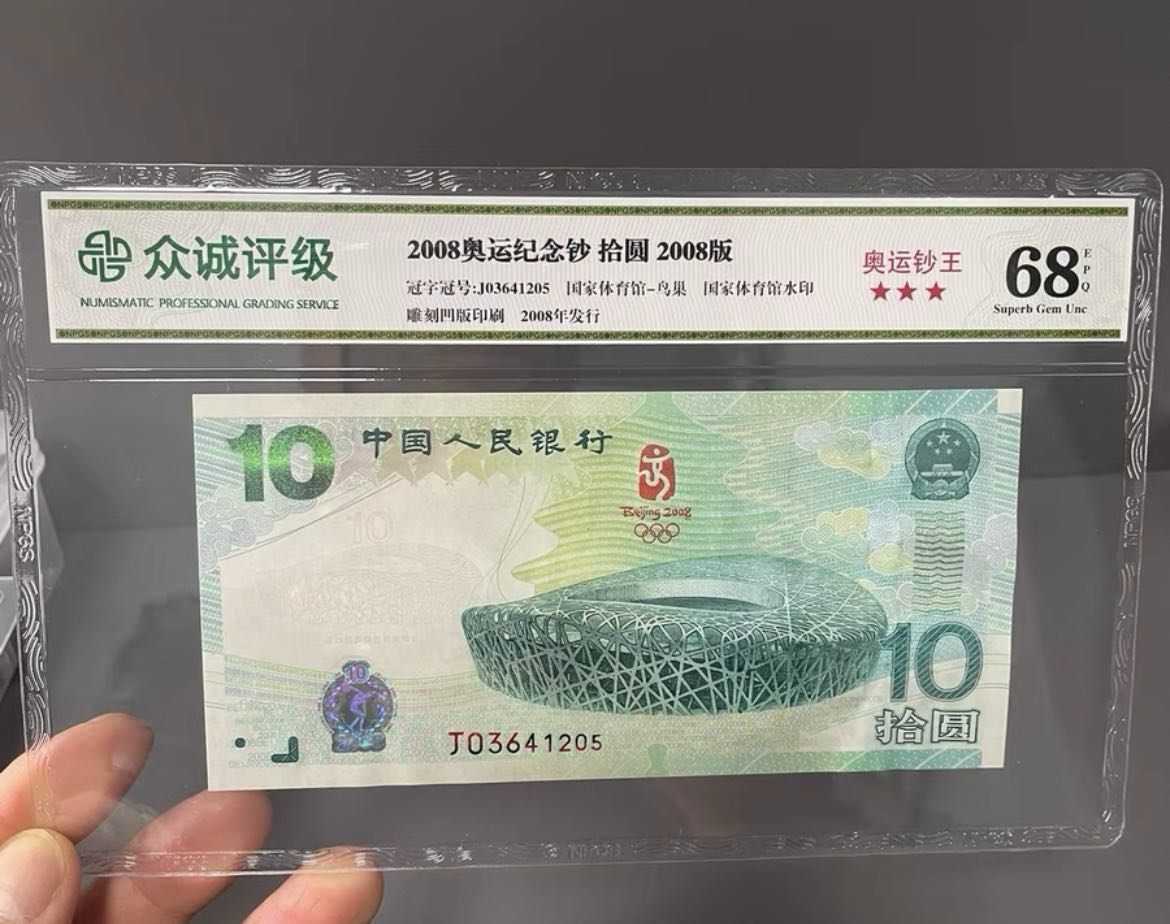 众诚评级
NUMISMATIC PROFESSIONAL GRADING SERVICE
2008奥运纪念钞 拾圆 2008版
冠字冠号:J03641205 国家体育馆-鸟巢 国家体育馆水印
雕刻凹版印刷 2008年发行
奥运钞王
★★★
68
EPQ
Superb Gem Unc
10
中国人民银行
Beijing 2008
10
10
J03641205
10
拾圆
NPGS